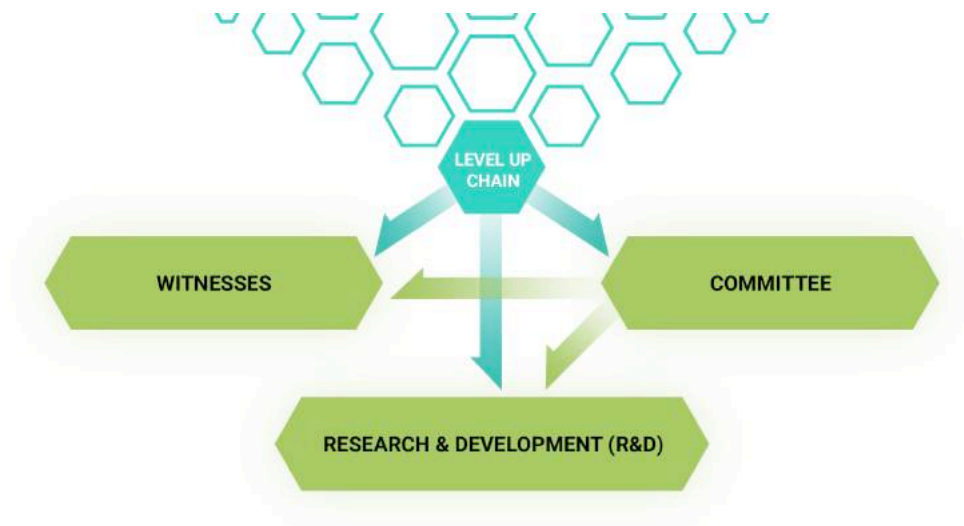 LEVEL UP
CHAIN
WITNESSES
COMMITTEE
RESEARCH & DEVELOPMENT (R&D)